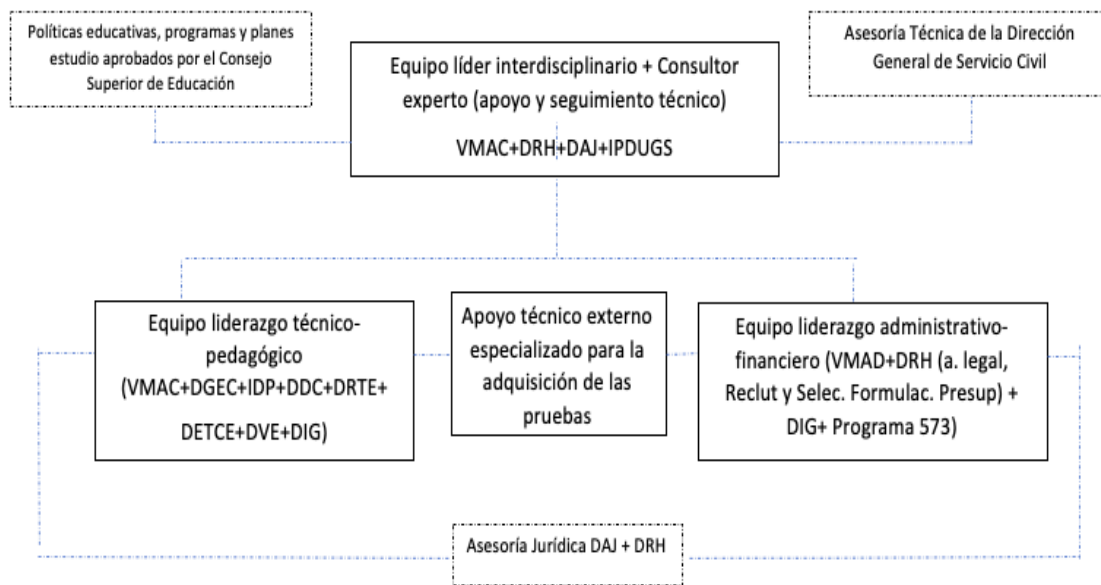 Políticas educativas, programas y planes
estudio aprobados por el Consejo
Superior de Educación
Equipo líder interdisciplinario + Consultor
experto (apoyo y seguimiento técnico)
VMAC+DRH+DAJ+IPDUGS
Asesoría Técnica de la Dirección
General de Servicio Civil
Equipo liderazgo técnico-
pedagógico
(VMAC+DGEC+IDP+DDC+DRTE+
DETCE+DVE+DIG)
Apoyo técnico externo
especializado para la
adquisición de las
pruebas
Equipo liderazgo administrativo-
financiero (VMAD+DRH (a. legal,
Reclut y Selec. Formulac. Presup) +
DIG+ Programa 573)
Asesoría Jurídica DAJ + DRH